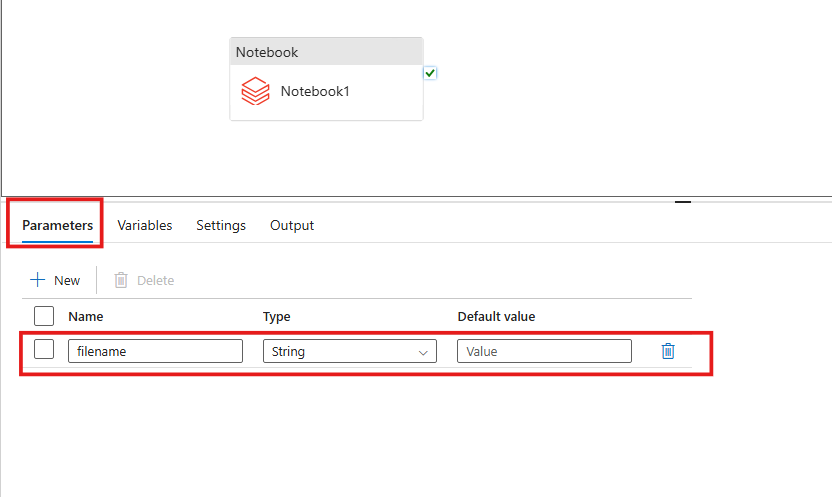 Notebook
Notebook1
Parameters Variables Settings Output
New Delete
Name Type Default value
filename String Value